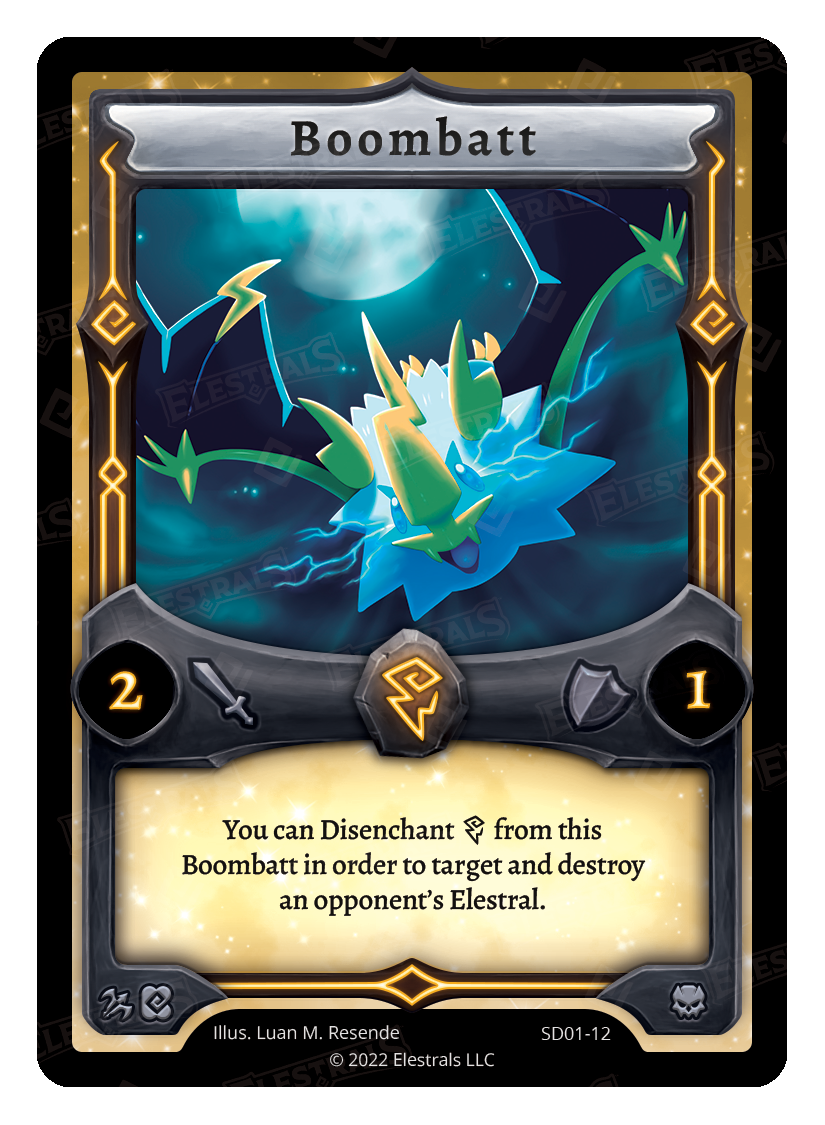 Boombatt
ELESTRALS
2
1
You can Disenchant from this
Boombatt in order to target and destroy
an opponent's Elestral.
Illus. Luan M. Resende
SD01-12
© 2022 Elestrals LLC